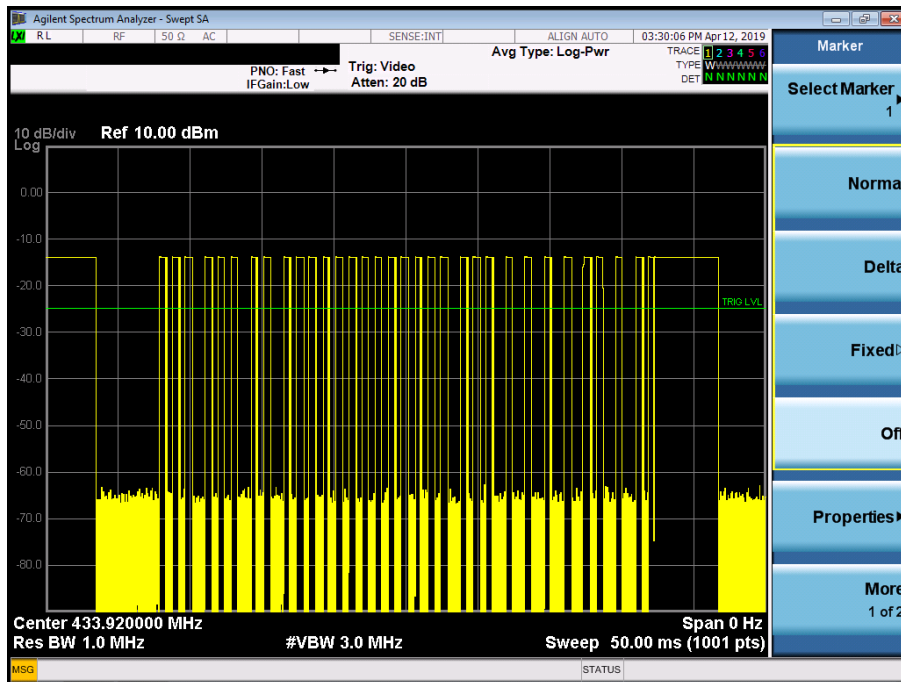 Agilent Spectrum Analyzer - Swept SA
LXI RL RF 50 Ω AC SENSE:INT ALIGN AUTO 03:30:06 PM Apr 12, 2019
Marker
Avg Type: Log-Pwr
TRACE 1 2 3 4 5 6
TYPE WWWWWWW
DET N N N N N N
PNO: Fast
IFGain:Low
Trig: Video
Atten: 20 dB
Select Marker
1
10 dB/div
Log
Ref 10.00 dBm
0.00
-10.0
-20.0
-30.0
-40.0
-50.0
-60.0
-70.0
-80.0
TRIG LVL
Norma
Delta
Fixed
Off
Properties
More
1 of 2
Center 433.920000 MHz
Span 0 Hz
Res BW 1.0 MHz
#VBW 3.0 MHz
Sweep 50.00 ms (1001 pts)
MSG
STATUS